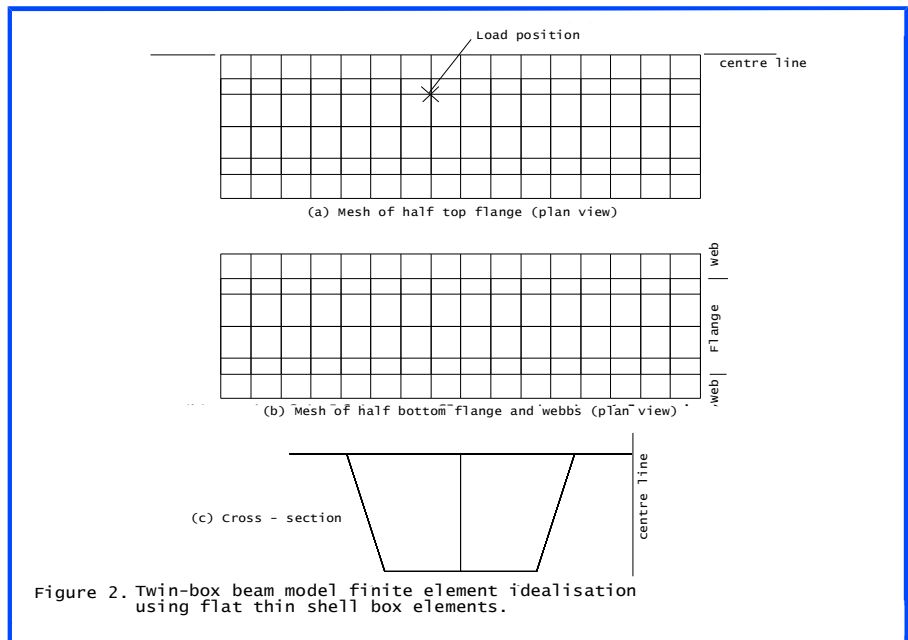 Load position
centre line
(a) Mesh of half top flange (plan view)
Web
Flange
Web
(b) Mesh of half bottom flange and webbs (plan view)
centre line
(c) Cross - section
Figure 2. Twin-box beam model finite element idealisation
using flat thin shell box elements.